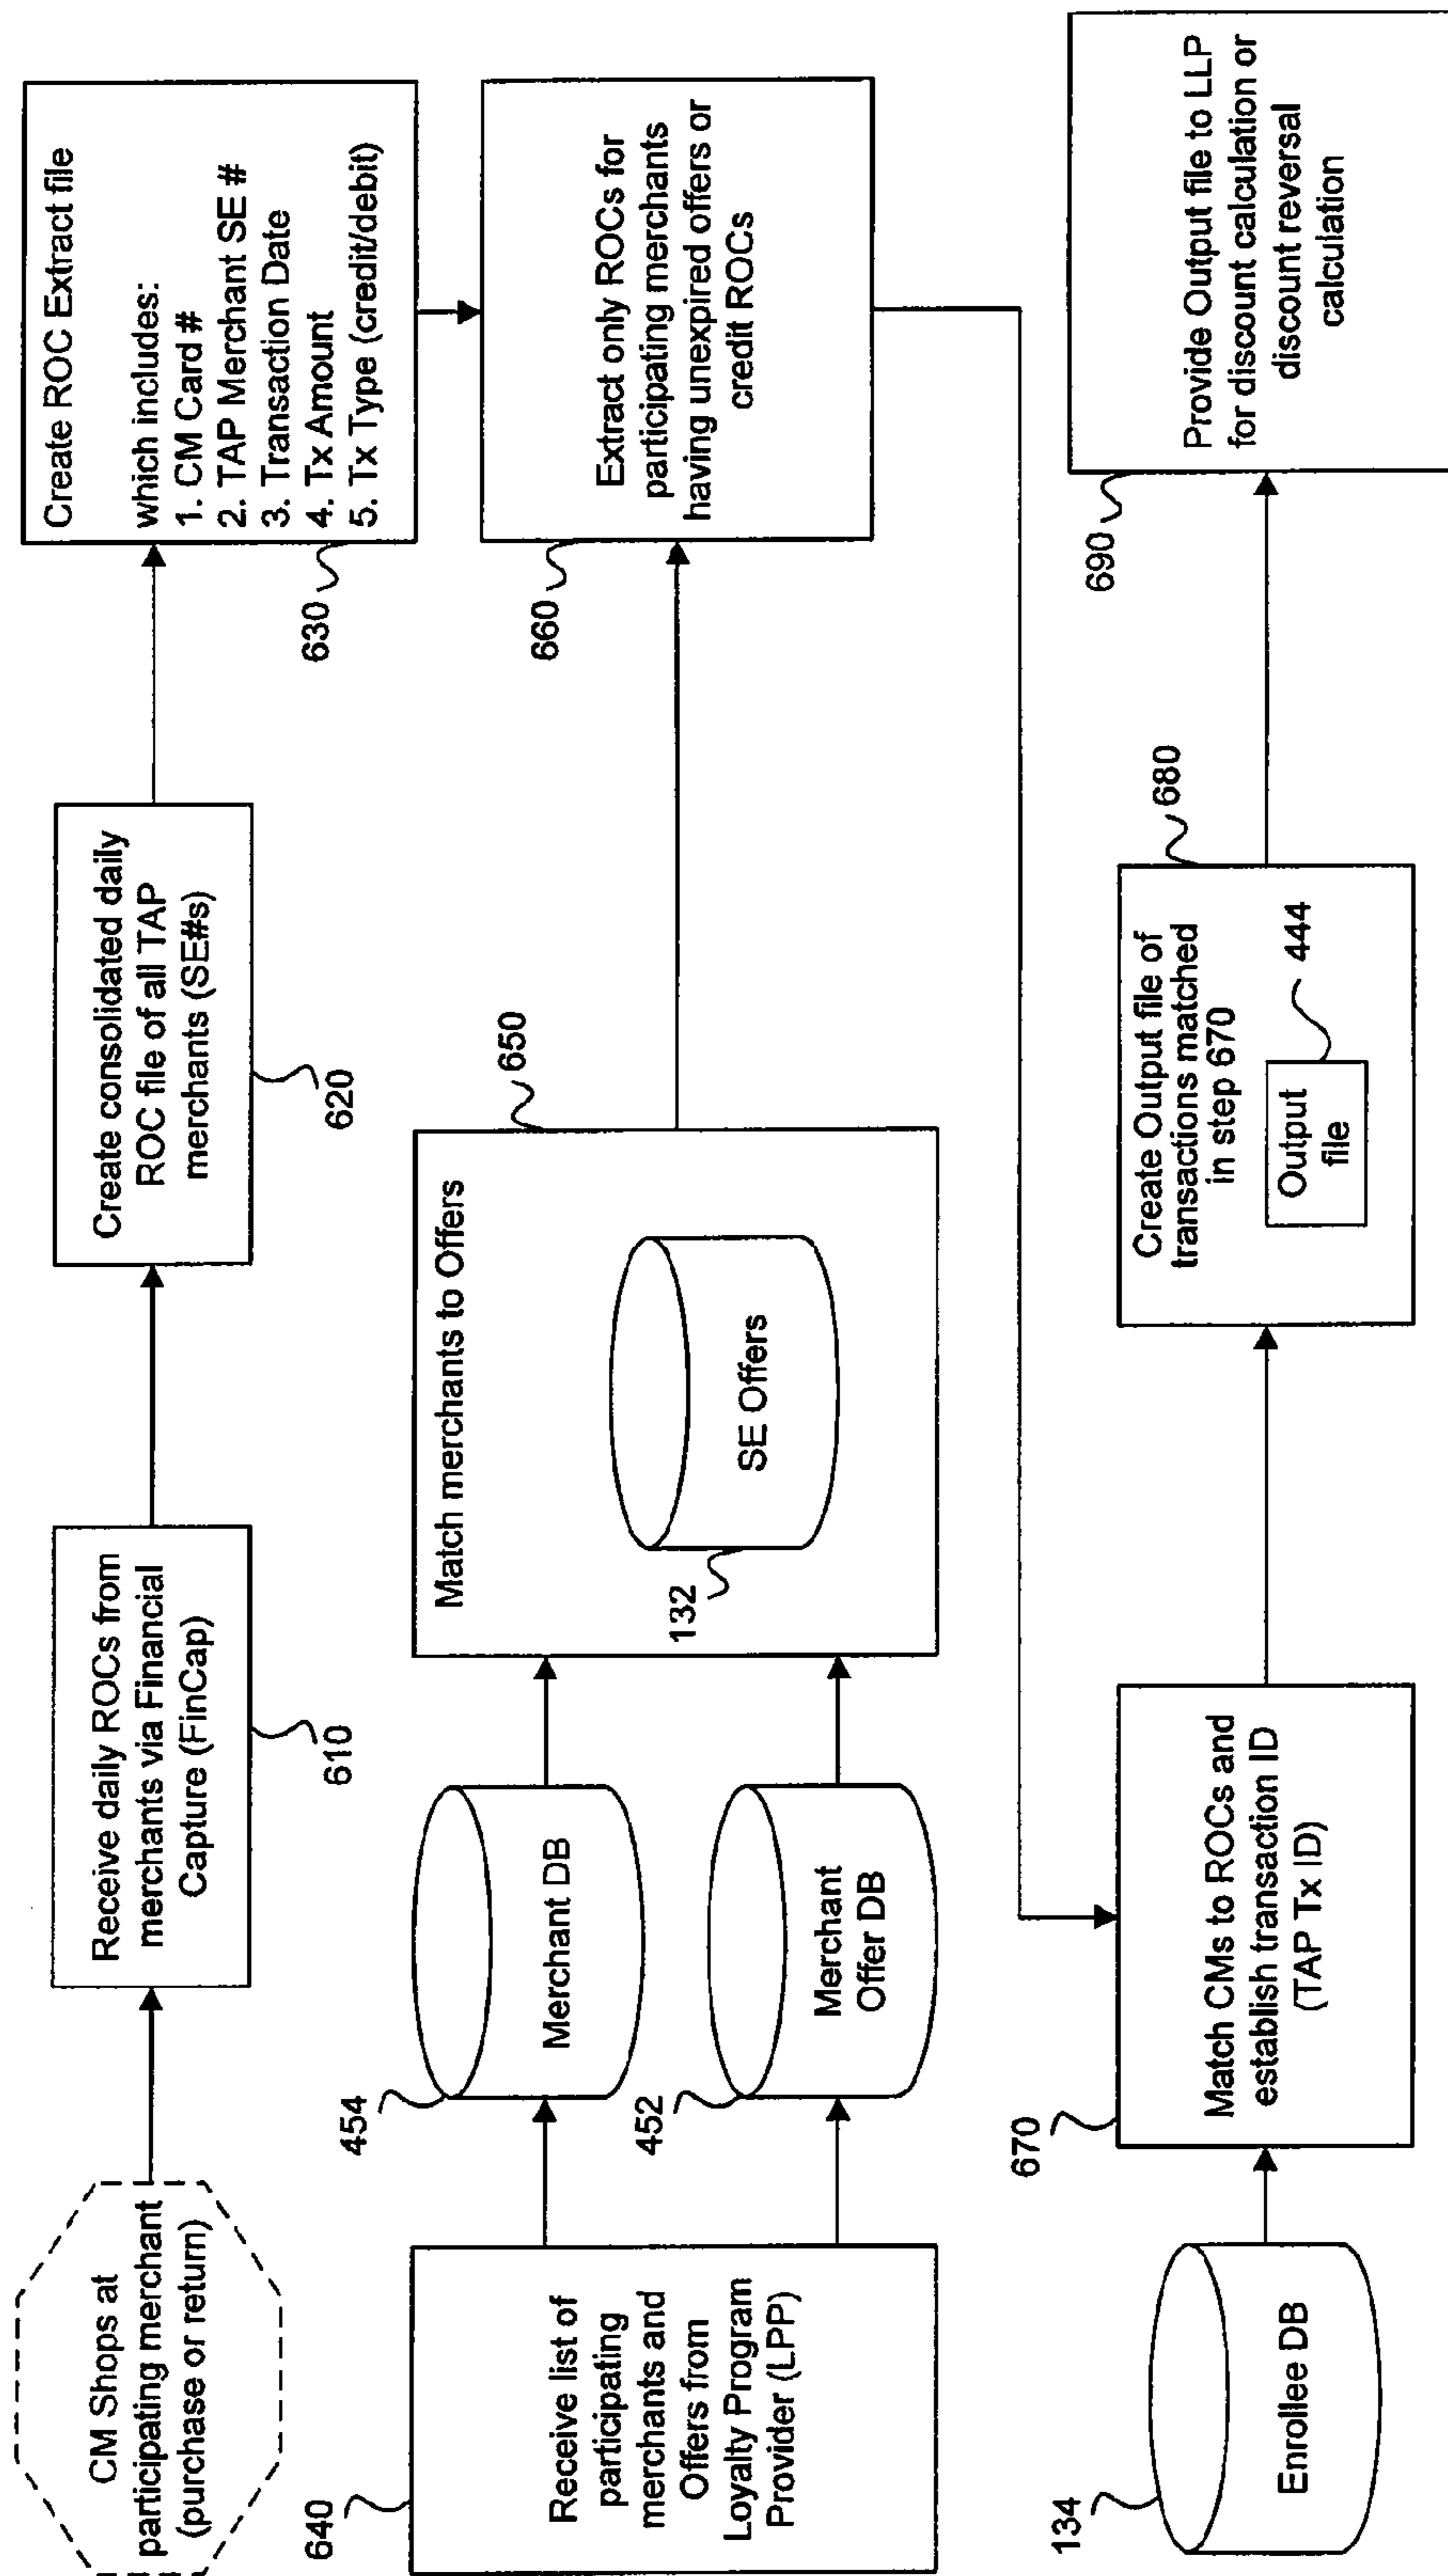 CM Shops at
participating merchant
(purchase or return)
Receive daily ROCs from
merchants via Financial
Capture (FinCap)
610
Create consolidated daily
ROC file of all TAP
merchants (SE#s)
620
Create ROC Extract file
which includes:
1. CM Card #
2. TAP Merchant SE #
3. Transaction Date
4. Tx Amount
5. Tx Type (credit/debit)
630
640
Receive list of
participating
merchants and
Offers from
Loyalty Program
Provider (LPP)
454
Merchant DB
452
Merchant
Offer DB
650
Match merchants to Offers
SE Offers
132
660
Extract only ROCs for
participating merchants
having unexpired offers or
credit ROCs
134
Enrollee DB
670
Match CMs to ROCs and
establish transaction ID
(TAP Tx ID)
680
Create Output file of
transactions matched
in step 670
Output
file
444
690
Provide Output file to LLP
for discount calculation or
discount reversal
calculation